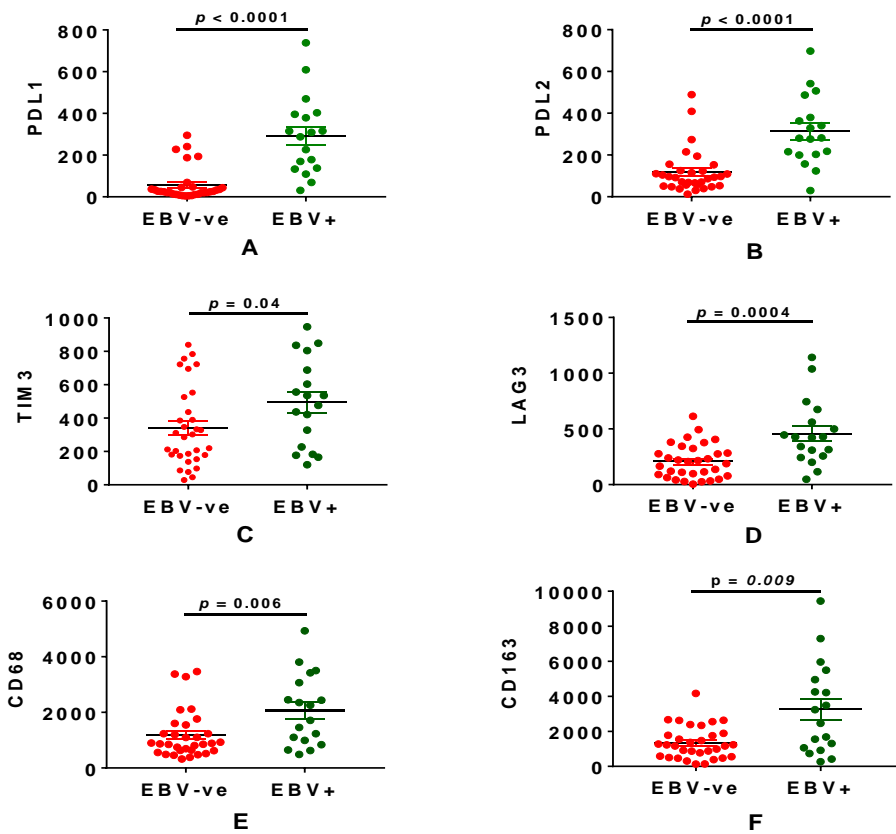 p < 0.0001
PDL1
800
600
400
200
0
EBV-ve EBV+
A
p < 0.0001
PDL2
800
600
400
200
0
EBV-ve EBV+
B
p = 0.04
TIM3
1000
800
600
400
200
0
EBV-ve EBV+
C
p = 0.0004
LAG3
1500
1000
500
0
EBV-ve EBV+
D
p = 0.006
CD68
6000
4000
2000
0
EBV-ve EBV+
E
p = 0.009
CD163
10000
8000
6000
4000
2000
0
EBV-ve EBV+
F